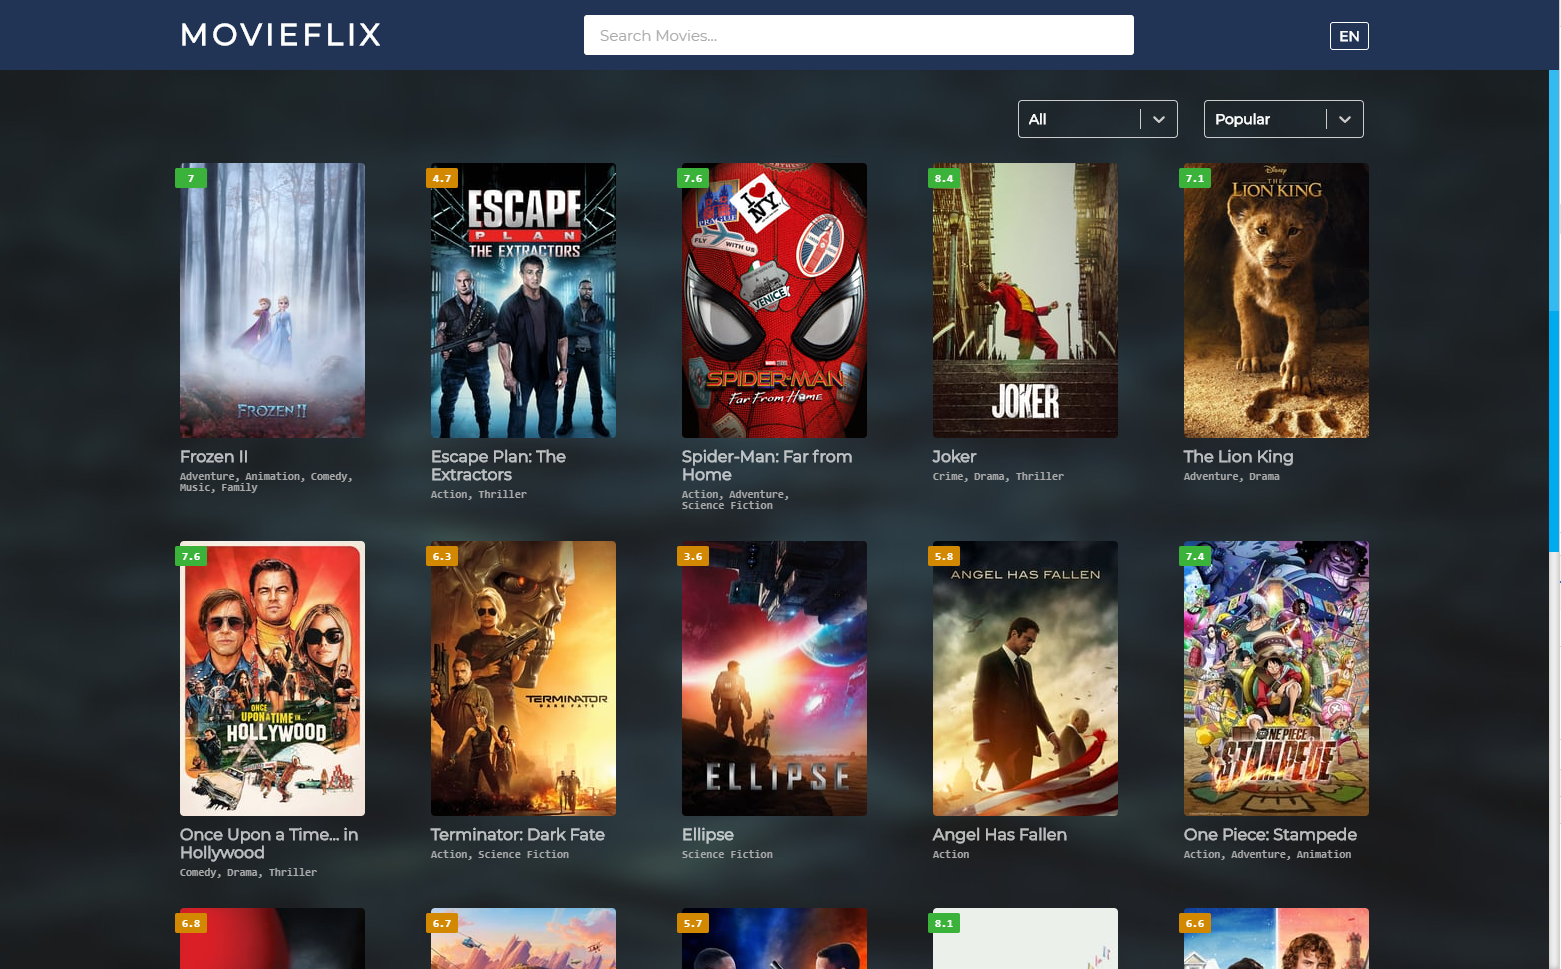 MOVIEFLIX
Search Movies...
EN
All
Popular
7
4.7
7.6
8.4
7.1
ESCAPE
PLAN
THE EXTRACTORS
I NY
FLY WITH US
VENICE
SPIDER-MAN
Far From Home
FROZEN II
JOKER
Disney
THE
LION KING
Frozen II
Adventure, Animation, Comedy,
Music, Family
Escape Plan: The
Extractors
Action, Thriller
Spider-Man: Far from
Home
Action, Adventure,
Science Fiction
Joker
Crime, Drama, Thriller
The Lion King
Adventure, Drama
7.6
6.3
3.6
5.8
7.4
ONCE
UPON A TIME IN...
HOLLYWOOD
TERMINATOR
DARK FATE
ELLIPSE
ANGEL HAS FALLEN
ONE PIECE
STAMPEDE
Once Upon a Time... in
Hollywood
Comedy, Drama, Thriller
Terminator: Dark Fate
Action, Science Fiction
Ellipse
Science Fiction
Angel Has Fallen
Action
One Piece: Stampede
Action, Adventure, Animation
6.8
6.7
5.7
8.1
6.6